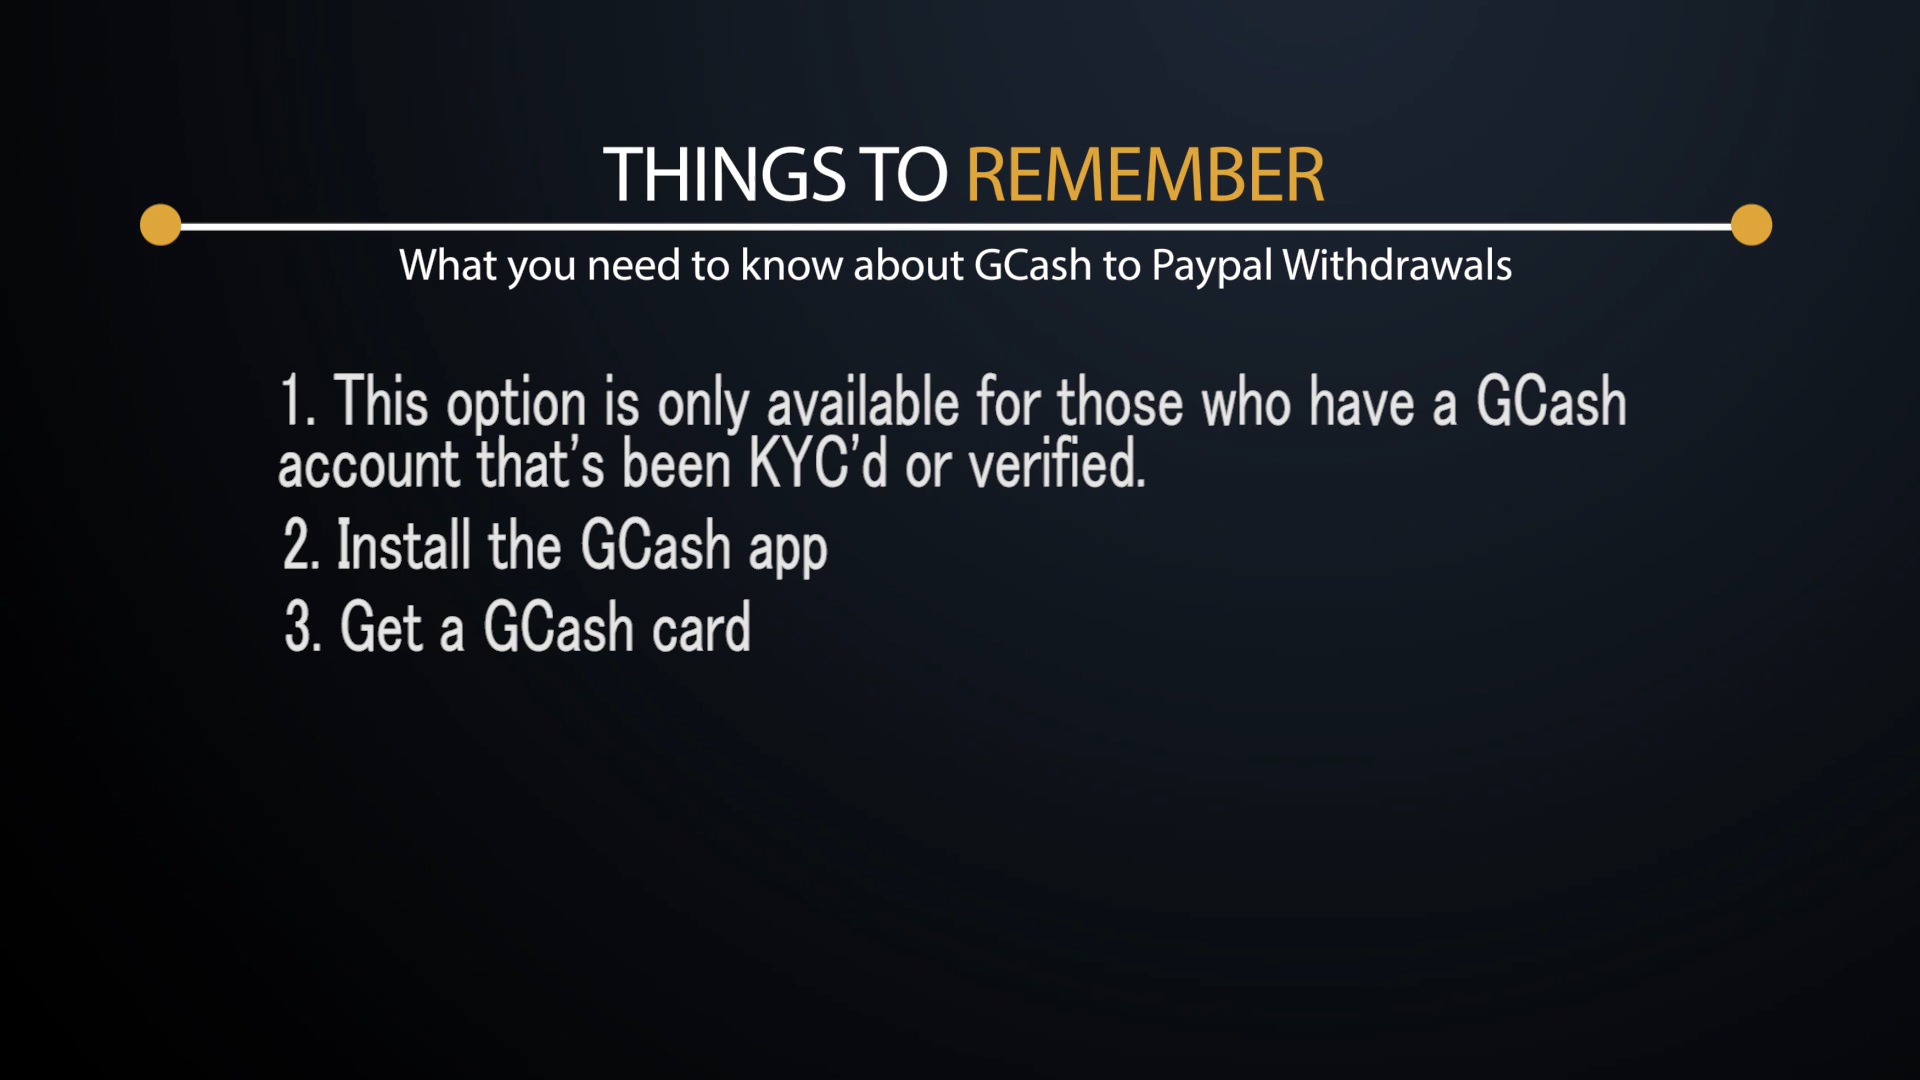 THINGS TO REMEMBER
What you need to know about GCash to Paypal Withdrawals
1. This option is only available for those who have a GCash
account that's been KYC'd or verified.
2. Install the GCash app
3. Get a GCash card